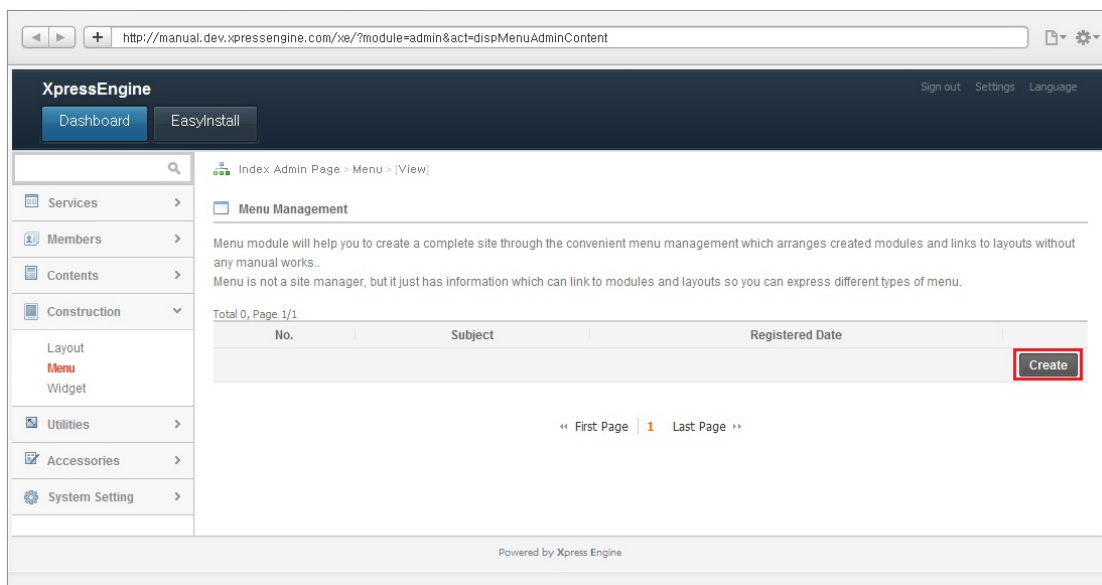 http://manual.dev.xpressengine.com/xe/?module=admin&act=dispMenuAdminContent
XpressEngine
Sign out Settings Language
Dashboard EasyInstall
Index Admin Page > Menu > [View]
Services
Members
Contents
Construction
Layout
Menu
Widget
Utilities
Accessories
System Setting
Menu Management
Menu module will help you to create a complete site through the convenient menu management which arranges created modules and links to layouts without
any manual works..
Menu is not a site manager, but it just has information which can link to modules and layouts so you can express different types of menu.
Total 0, Page 1/1
No. Subject Registered Date
Create
‹‹ First Page 1 Last Page ››
Powered by Xpress Engine